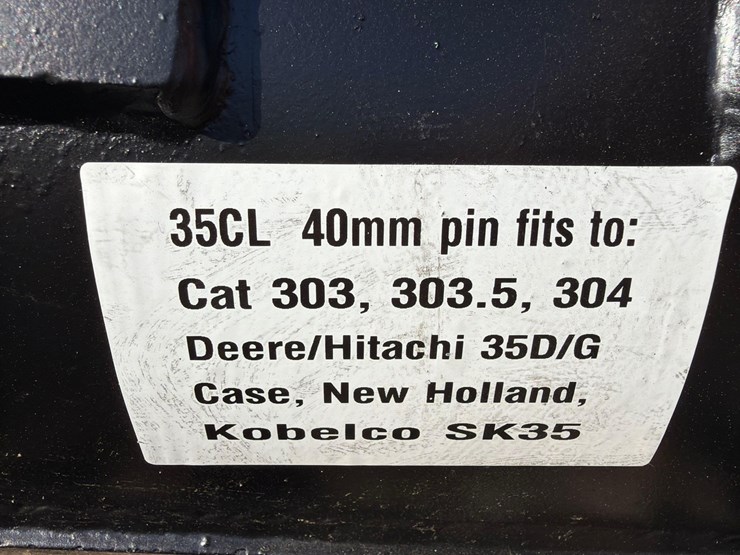 35CL 40mm pin fits to:
Cat 303, 303.5, 304
Deere/Hitachi 35D/G
Case, New Holland,
Kobelco SK35